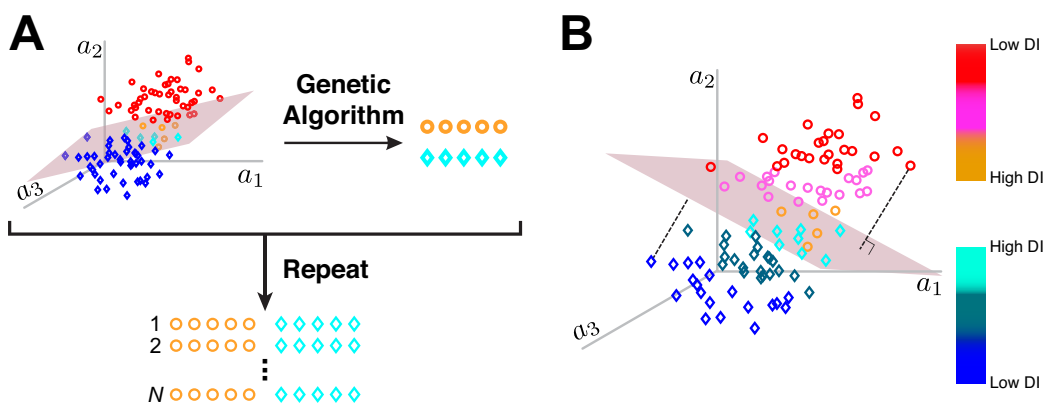 A
a₂
a₁
a₃
Genetic
Algorithm
Repeat
1
2
N
B
a₂
a₁
a₃
Low DI
High DI
High DI
Low DI